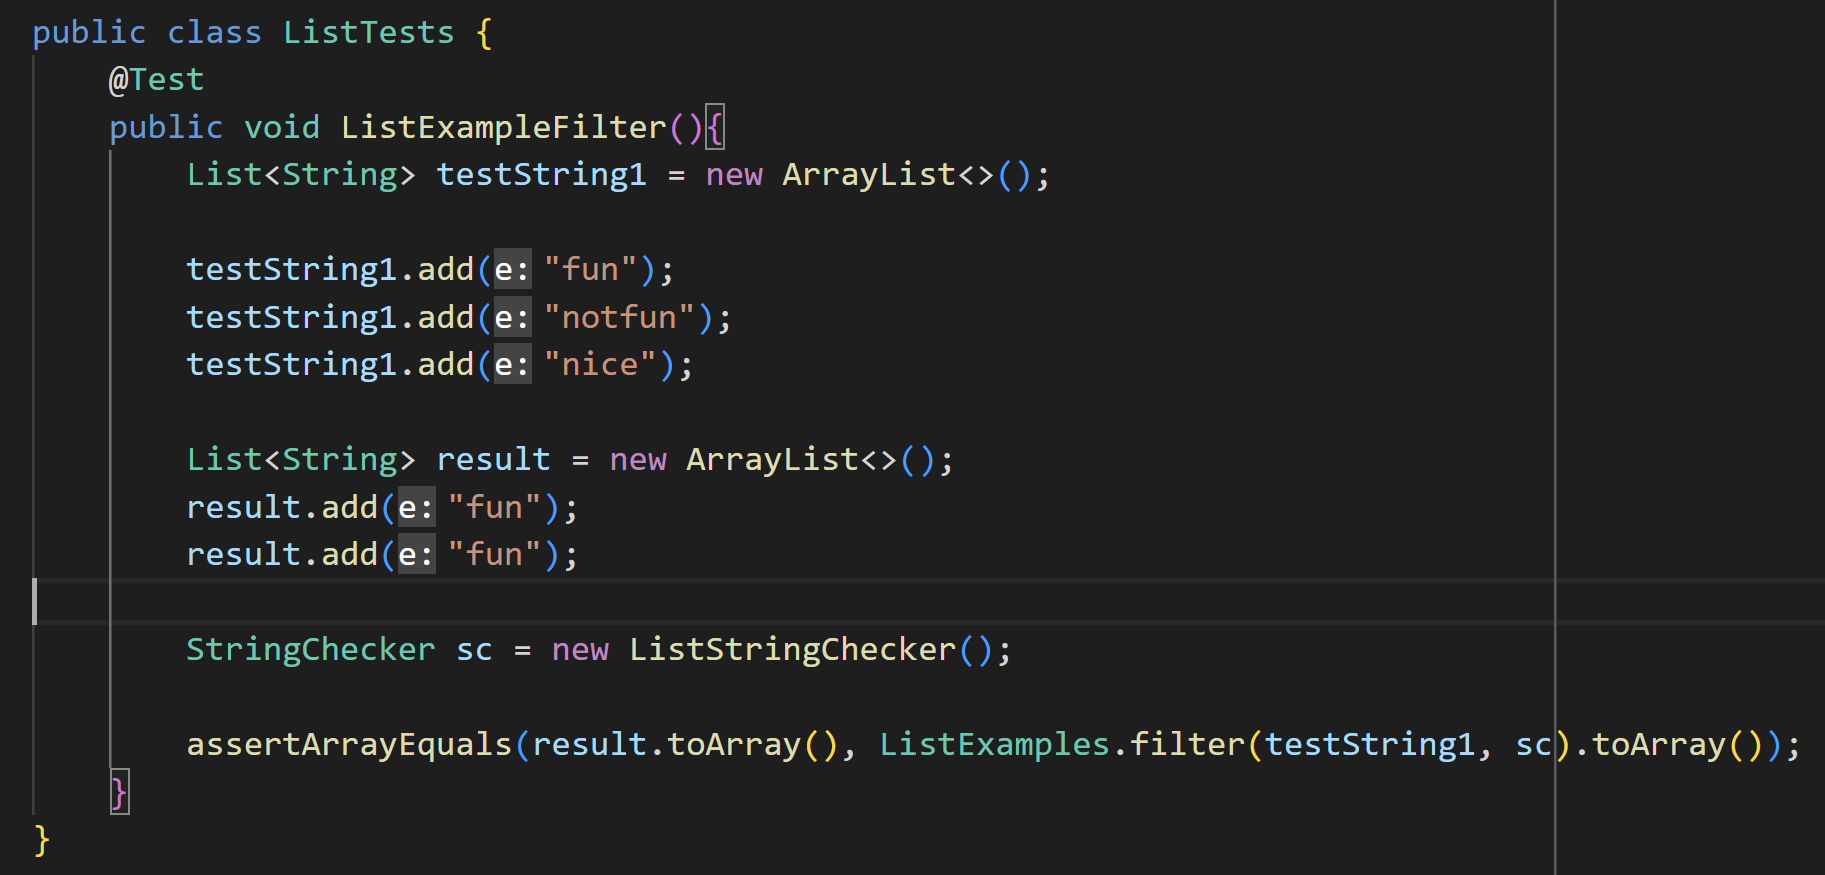 public class ListTests {
@Test
public void ListExampleFilter(){
List<String> testString1 = new ArrayList<>();
testString1.add(e: "fun");
testString1.add(e: "notfun");
testString1.add(e: "nice");
List<String> result = new ArrayList<>();
result.add(e: "fun");
result.add(e: "fun");
StringChecker sc = new ListStringChecker();
assertArrayEquals(result.toArray(), ListExamples.filter(testString1, sc).toArray());
}
}